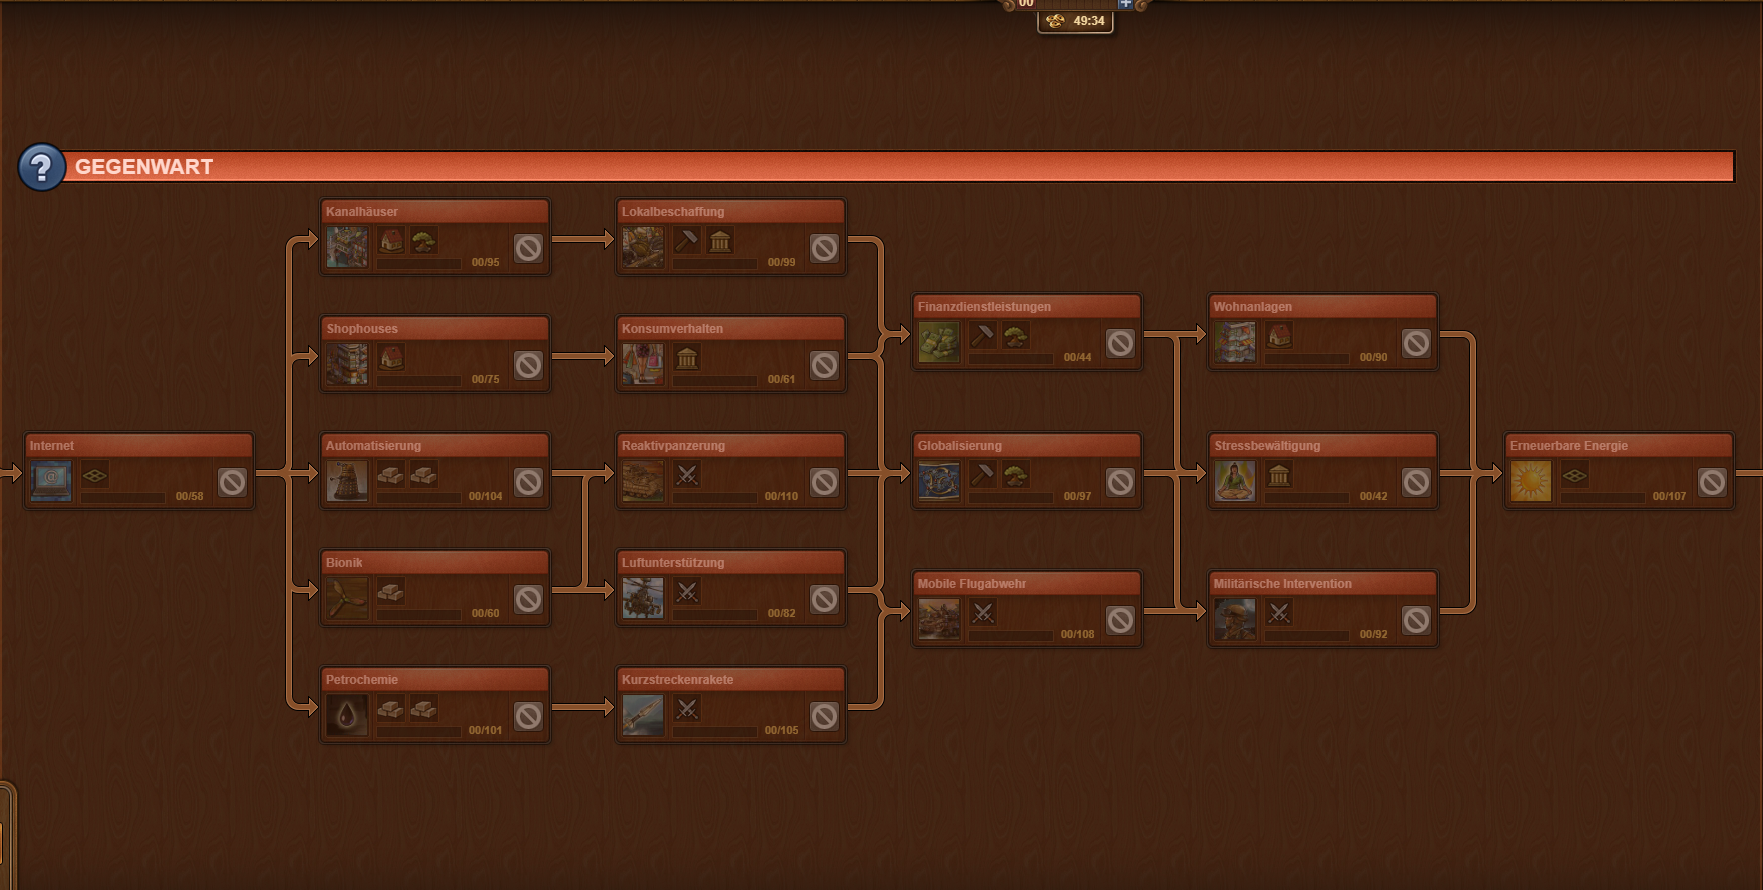 00
49:34
GEGENWART
Kanalhäuser
00/95
Lokalbeschaffung
00/99
Finanzdienstleistungen
00/44
Wohnanlagen
00/90
Shophouses
00/75
Konsumverhalten
00/61
Internet
00/58
Automatisierung
00/104
Reaktivpanzerung
00/110
Globalisierung
00/97
Stressbewältigung
00/42
Erneuerbare Energie
00/107
Bionik
00/60
Luftunterstützung
00/82
Mobile Flugabwehr
00/108
Militärische Intervention
00/92
Petrochemie
00/101
Kurzstreckenrakete
00/105